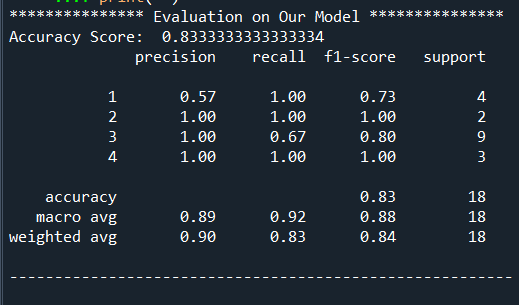 *************** Evaluation on Our Model ***************
Accuracy Score:  0.8333333333333334
              precision    recall  f1-score   support

           1       0.57      1.00      0.73         4
           2       1.00      1.00      1.00         2
           3       1.00      0.67      0.80         9
           4       1.00      1.00      1.00         3

    accuracy                           0.83        18
   macro avg       0.89      0.92      0.88        18
weighted avg       0.90      0.83      0.84        18

-------------------------------------------------------